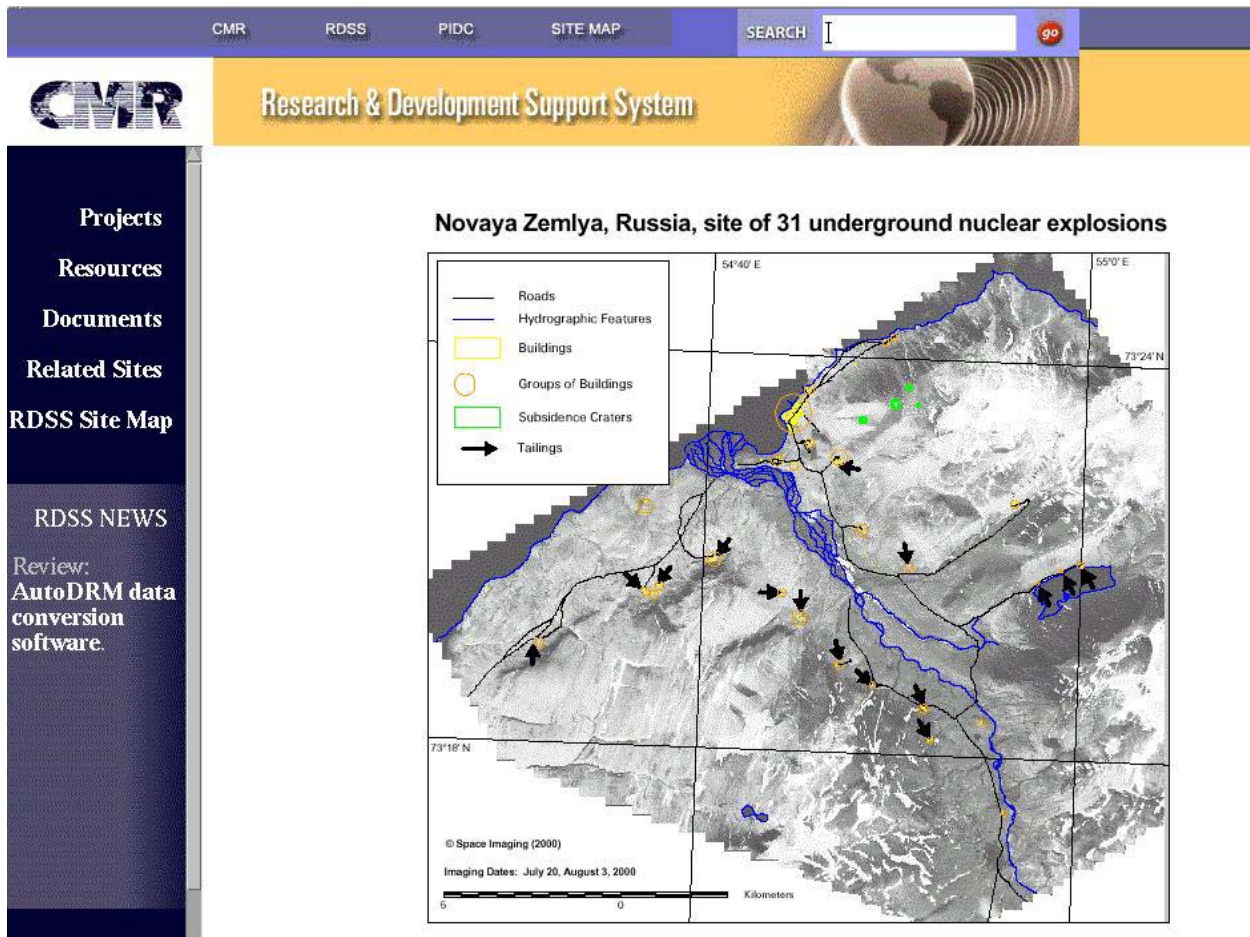 CMR RDSS PIDC SITE MAP SEARCH go
CMR
Research & Development Support System
Projects
Resources
Documents
Related Sites
RDSS Site Map
RDSS NEWS
Review:
AutoDRM data
conversion
software.
Novaya Zemlya, Russia, site of 31 underground nuclear explosions
54°40' E
55°0' E
Roads
Hydrographic Features
Buildings
Groups of Buildings
Subsidence Craters
Tailings
73°24' N
73°18' N
© Space Imaging (2000)
Imaging Dates: July 20, August 3, 2000
Kilometers
5 0